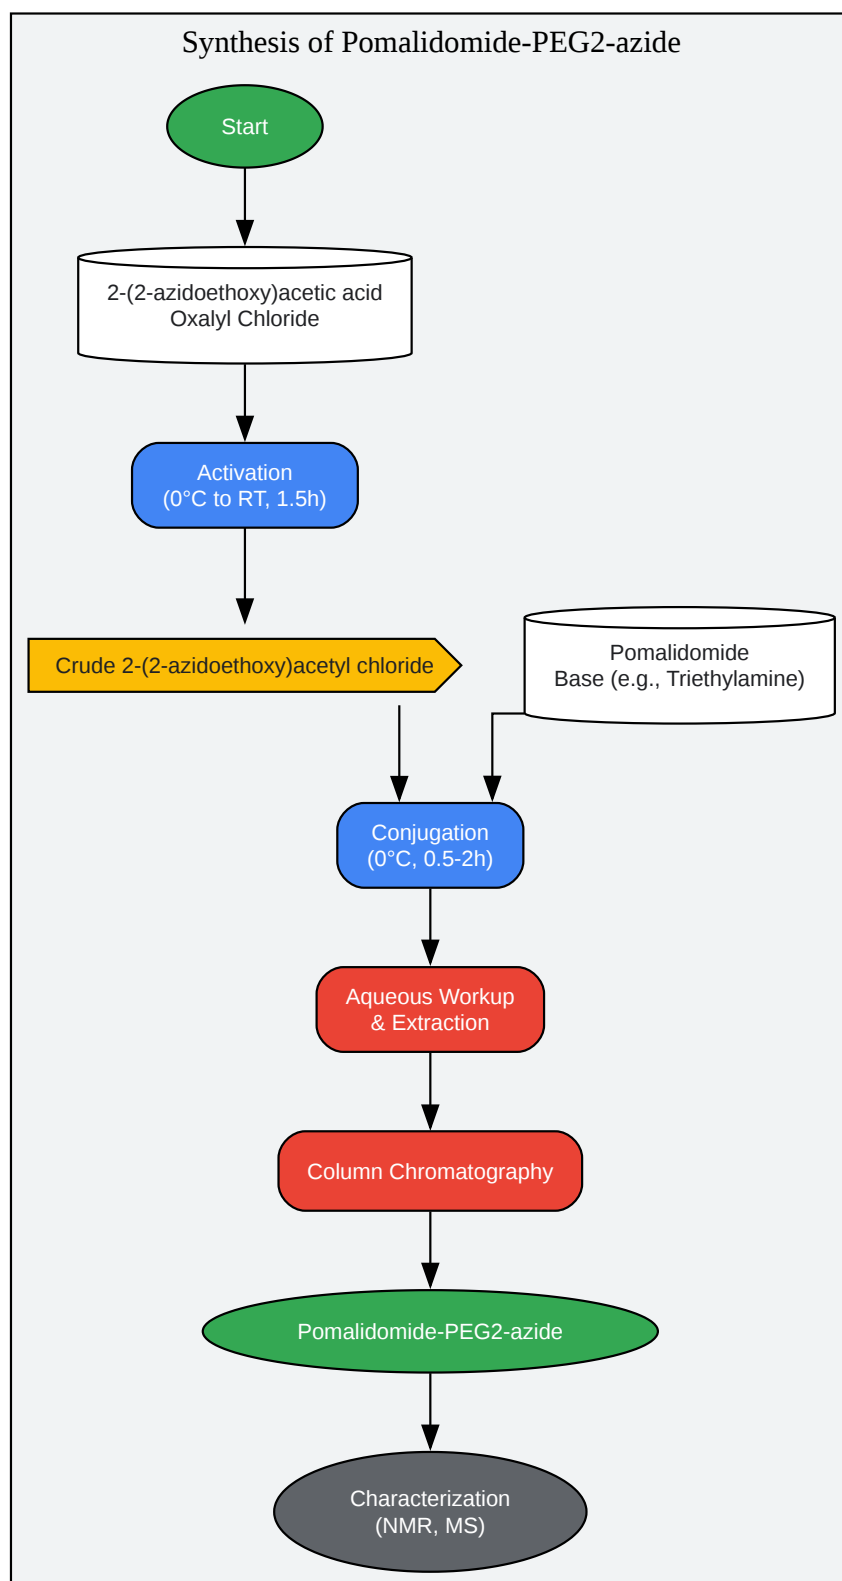 Synthesis of Pomalidomide-PEG2-azide
Start
2-(2-azidoethoxy)acetic acid
Oxalyl Chloride
Activation
(0°C to RT, 1.5h)
Crude 2-(2-azidoethoxy)acetyl chloride
Pomalidomide
Base (e.g., Triethylamine)
Conjugation
(0°C, 0.5-2h)
Aqueous Workup
& Extraction
Column Chromatography
Pomalidomide-PEG2-azide
Characterization
(NMR, MS)